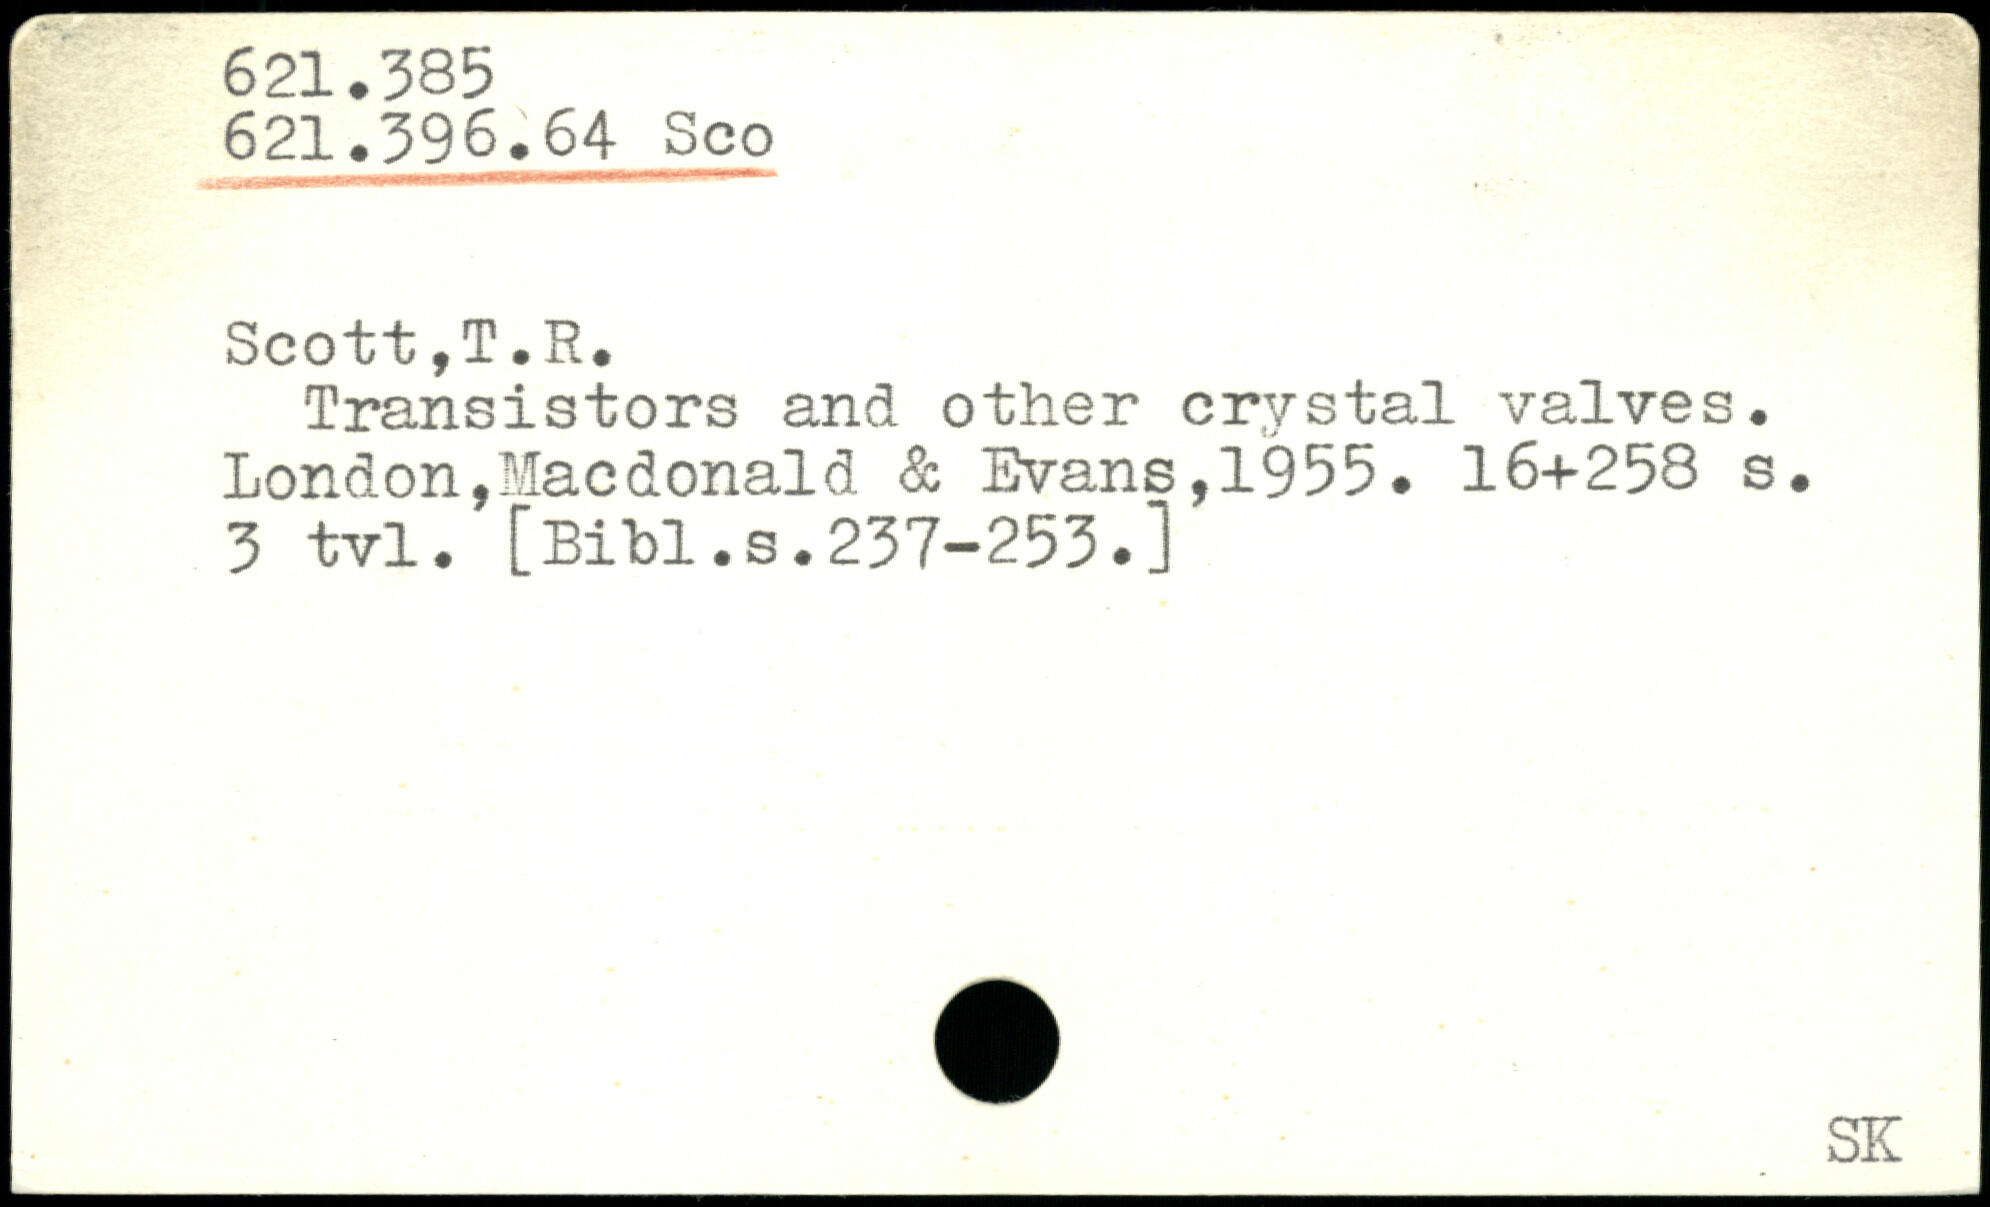 621.385
621.396.64 Sco
Scott,T.R.
Transistors and other crystal valves.
London,Macdonald & Evans,1955. 16+258 s.
3 tvl. [Bibl.s.237-253.]
SK